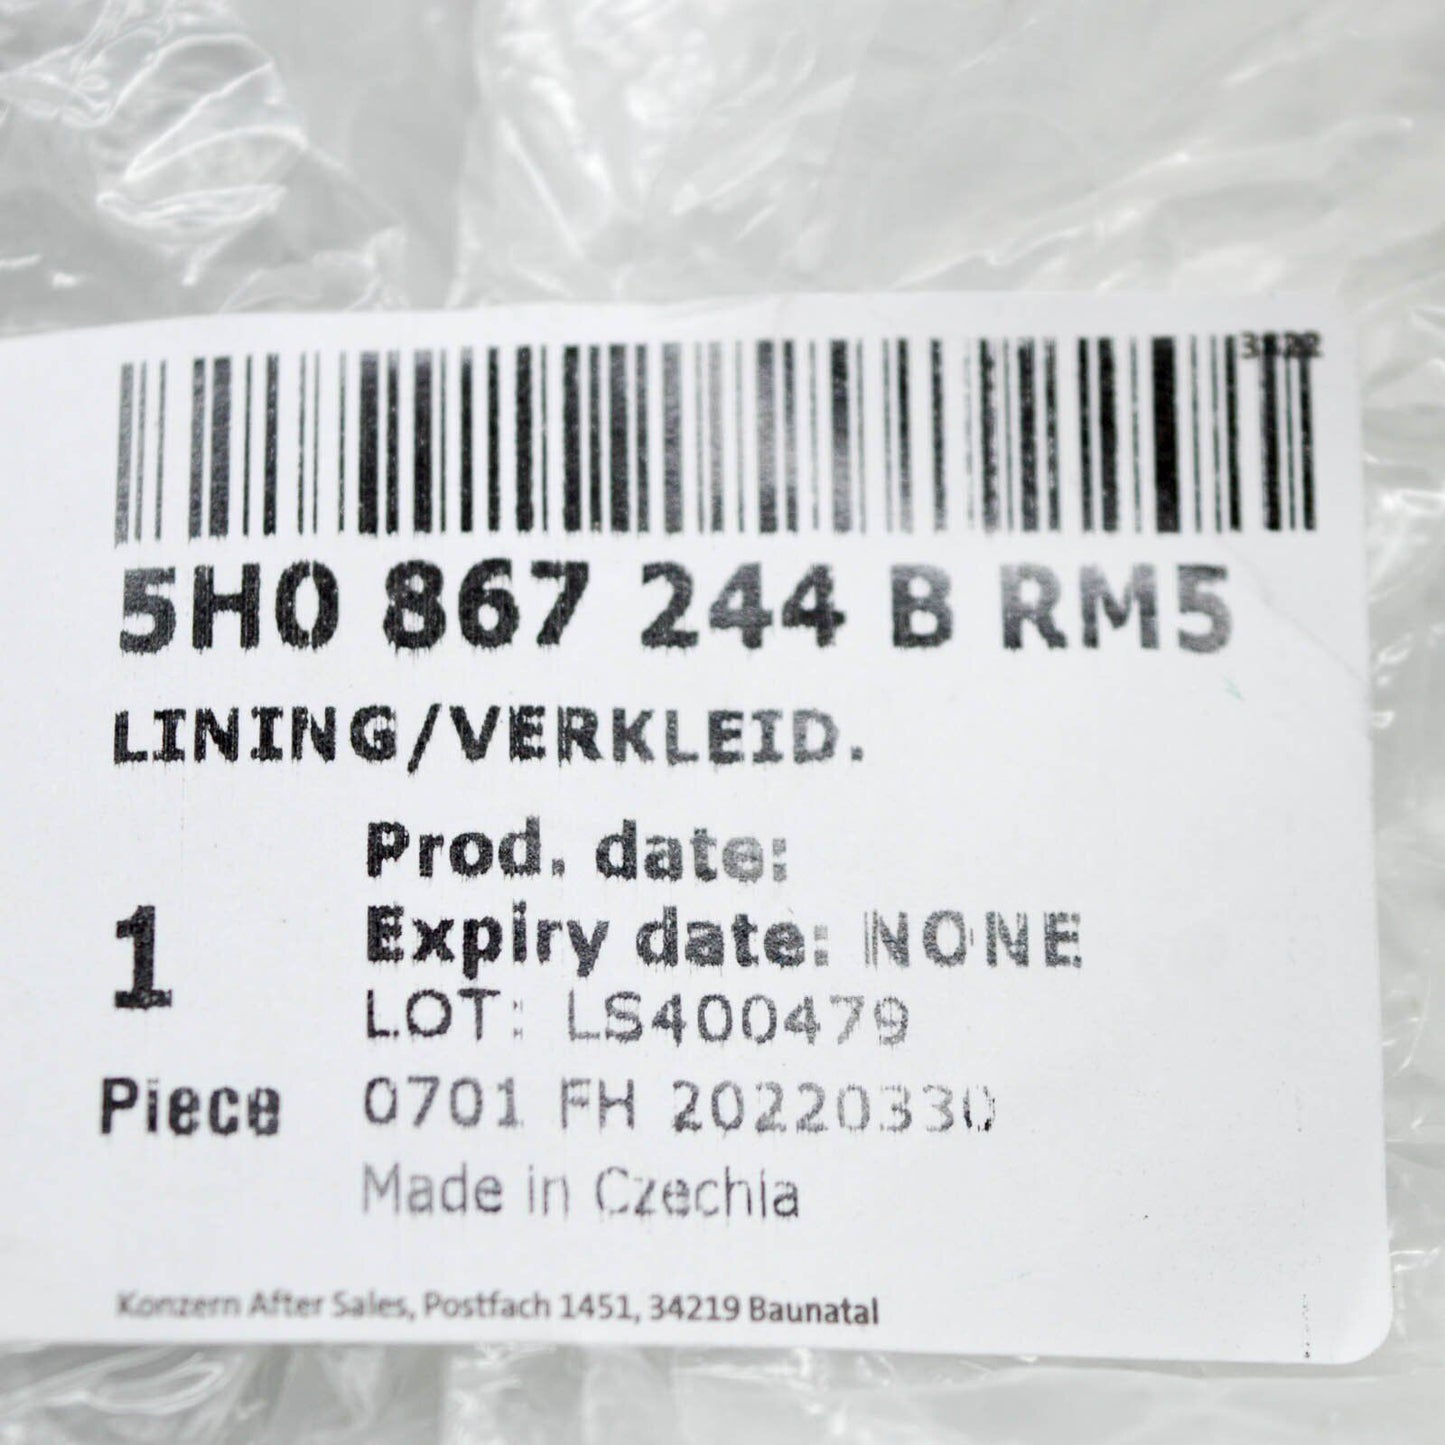 5H0 867 244 B RM5
LINING/VERKLEID.
Prod. date:
Expiry date: NONE
LOT: LS400479
1
Piece
0701 FH 20220330
Made in Czechia
Konzern After Sales, Postfach 1451, 34219 Baunatal